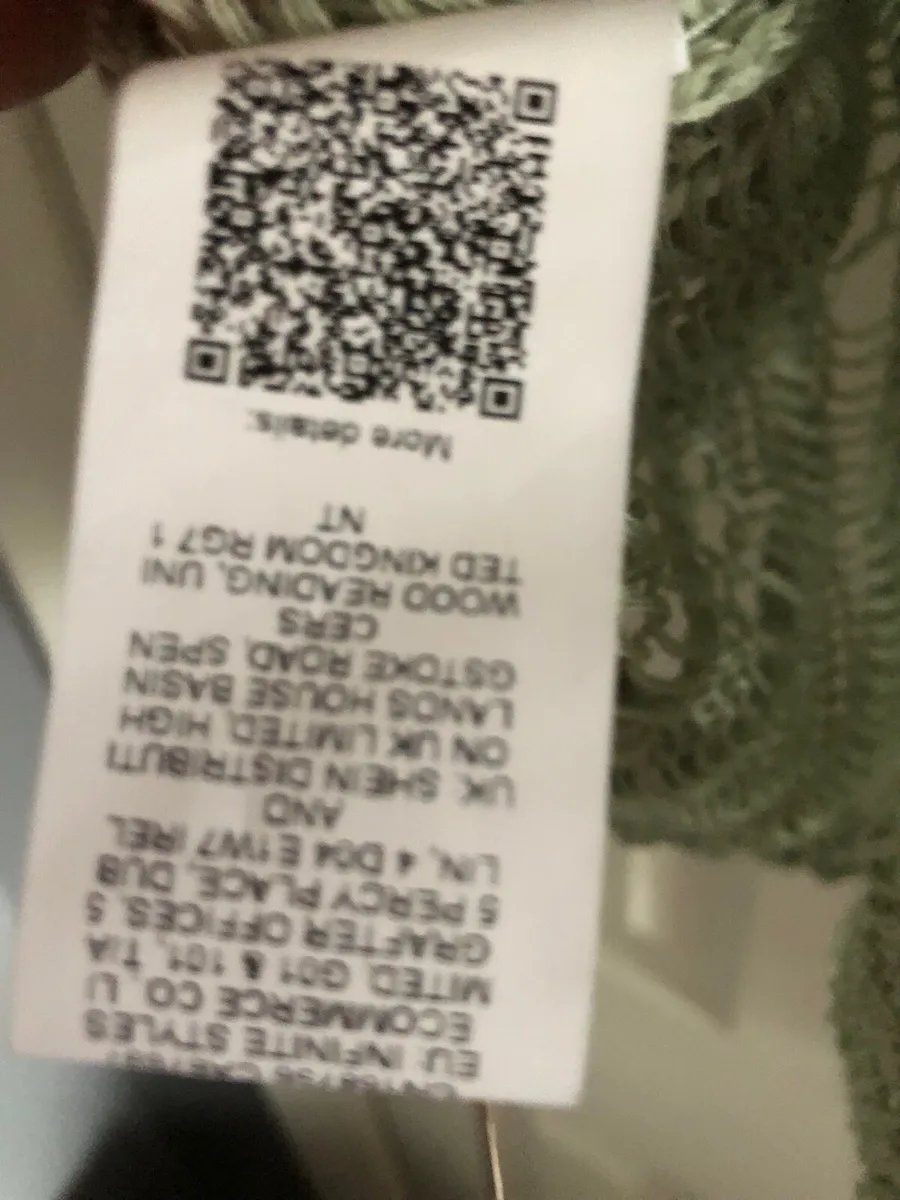 EU: INFINITE STYLES
ECOMMERCE CO., LI
MITED, G01 & 101, T/A
GRAFTER OFFICES, 5
5 PERCY PLACE, DUB
LIN, 4 D04 E1W7 IREL
AND
UK: SHEIN DISTRIBUTI
ON UK LIMITED, HIGH
LANDS HOUSE BASIN
GSTOKE ROAD, SPEN
CERS
WOOD READING, UNI
TED KINGDOM RG7 1
NT
More details: